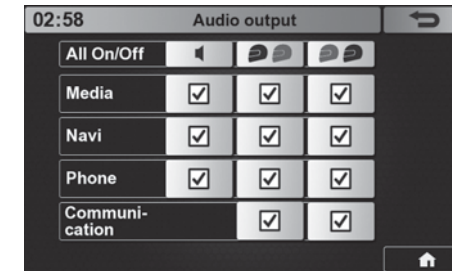 02:58 Audio output
All On/Off
Media
Navi
Phone
Communi-
cation